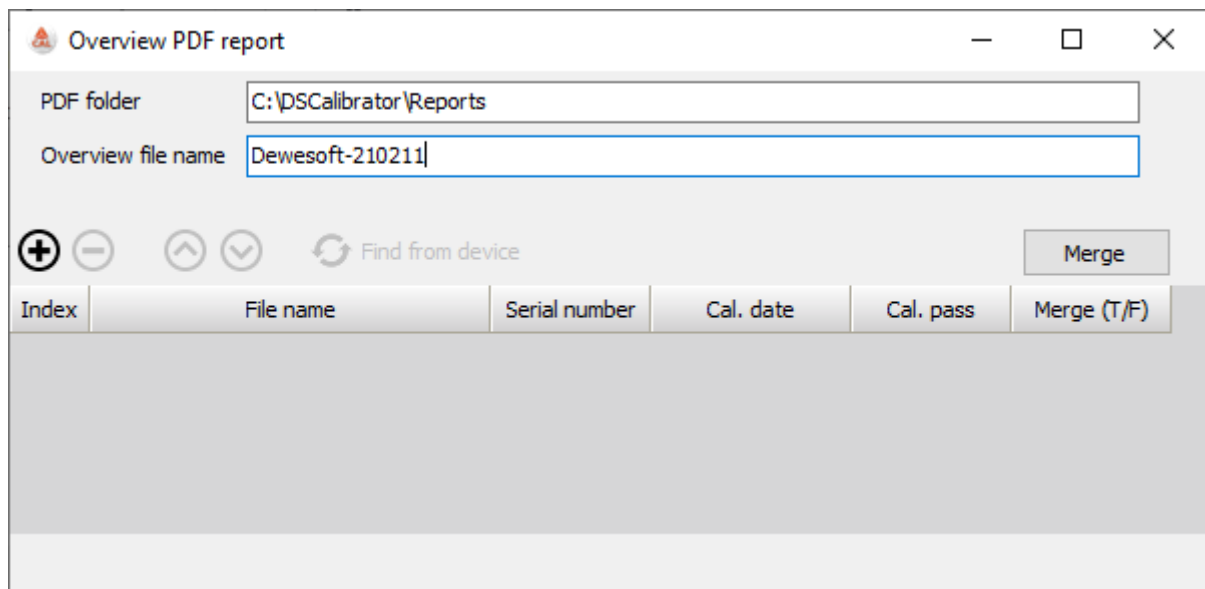 Overview PDF report
PDF folder C:\DSCalibrator\Reports
Overview file name Dewesoft-210211
Find from device Merge
Index File name Serial number Cal. date Cal. pass Merge (T/F)